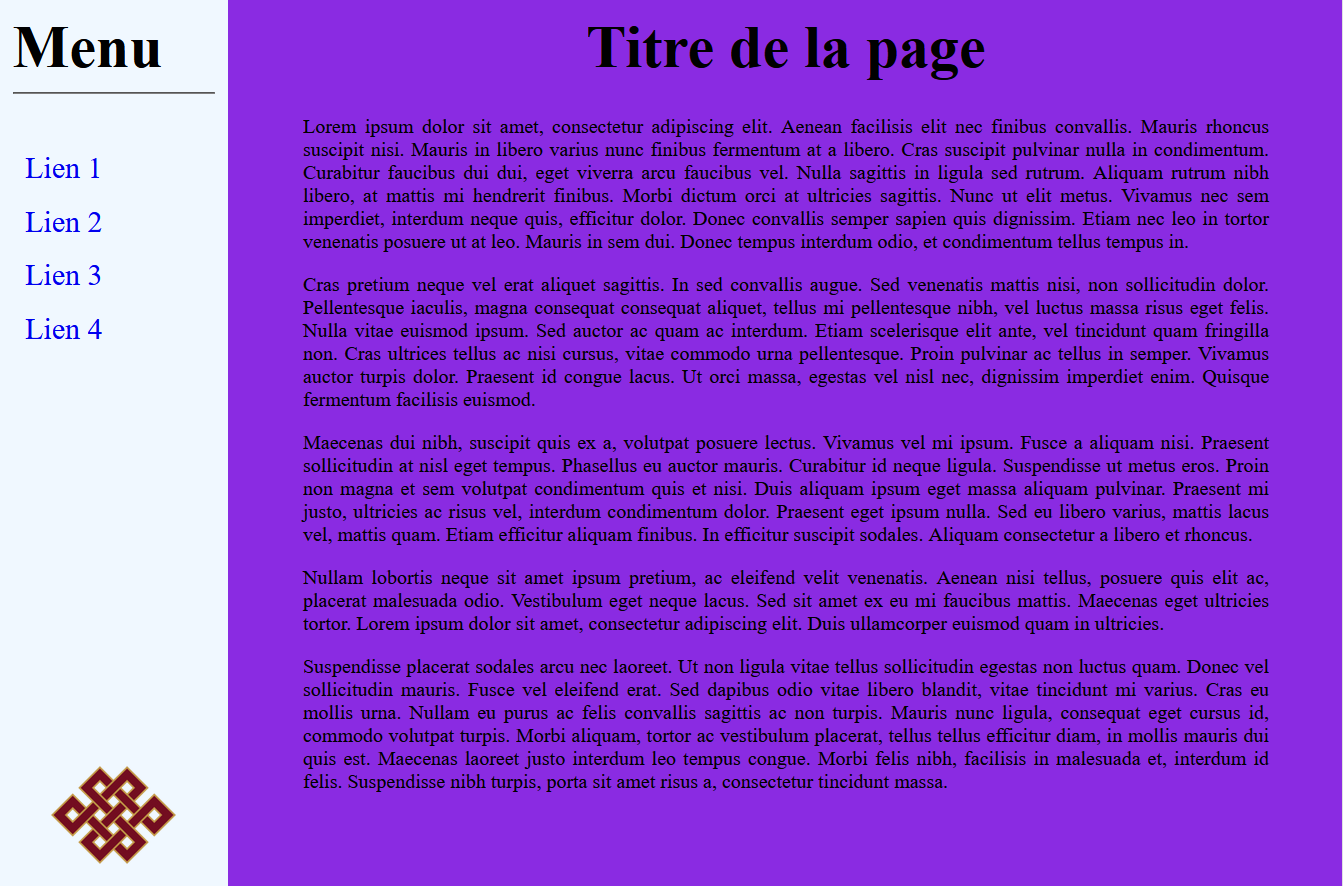 Menu
Lien 1
Lien 2
Lien 3
Lien 4
Titre de la page
Lorem ipsum dolor sit amet, consectetur adipiscing elit. Aenean facilisis elit nec finibus convallis. Mauris rhoncus
suscipit nisi. Mauris in libero varius nunc finibus fermentum at a libero. Cras suscipit pulvinar nulla in condimentum.
Curabitur faucibus dui dui, eget viverra arcu faucibus vel. Nulla sagittis in ligula sed rutrum. Aliquam rutrum nibh
libero, at mattis mi hendrerit finibus. Morbi dictum orci at ultricies sagittis. Nunc ut elit metus. Vivamus nec sem
imperdiet, interdum neque quis, efficitur dolor. Donec convallis semper sapien quis dignissim. Etiam nec leo in tortor
venenatis posuere ut at leo. Mauris in sem dui. Donec tempus interdum odio, et condimentum tellus tempus in.
Cras pretium neque vel erat aliquet sagittis. In sed convallis augue. Sed venenatis mattis nisi, non sollicitudin dolor.
Pellentesque iaculis, magna consequat consequat aliquet, tellus mi pellentesque nibh, vel luctus massa risus eget felis.
Nulla vitae euismod ipsum. Sed auctor ac quam ac interdum. Etiam scelerisque elit ante, vel tincidunt quam fringilla
non. Cras ultrices tellus ac nisi cursus, vitae commodo urna pellentesque. Proin pulvinar ac tellus in semper. Vivamus
auctor turpis dolor. Praesent id congue lacus. Ut orci massa, egestas vel nisl nec, dignissim imperdiet enim. Quisque
fermentum facilisis euismod.
Maecenas dui nibh, suscipit quis ex a, volutpat posuere lectus. Vivamus vel mi ipsum. Fusce a aliquam nisi. Praesent
sollicitudin at nisl eget tempus. Phasellus eu auctor mauris. Curabitur id neque ligula. Suspendisse ut metus eros. Proin
non magna et sem volutpat condimentum quis et nisi. Duis aliquam ipsum eget massa aliquam pulvinar. Praesent mi
justo, ultricies ac risus vel, interdum condimentum dolor. Praesent eget ipsum nulla. Sed eu libero varius, mattis lacus
vel, mattis quam. Etiam efficitur aliquam finibus. In efficitur suscipit sodales. Aliquam consectetur a libero et rhoncus.
Nullam lobortis neque sit amet ipsum pretium, ac eleifend velit venenatis. Aenean nisi tellus, posuere quis elit ac,
placerat malesuada odio. Vestibulum eget neque lacus. Sed sit amet ex eu mi faucibus mattis. Maecenas eget ultricies
tortor. Lorem ipsum dolor sit amet, consectetur adipiscing elit. Duis ullamcorper euismod quam in ultricies.
Suspendisse placerat sodales arcu nec laoreet. Ut non ligula vitae tellus sollicitudin egestas non luctus quam. Donec vel
sollicitudin mauris. Fusce vel eleifend erat. Sed dapibus odio vitae libero blandit, vitae tincidunt mi varius. Cras eu
mollis urna. Nullam eu purus ac felis convallis sagittis ac non turpis. Mauris nunc ligula, consequat eget cursus id,
commodo volutpat turpis. Morbi aliquam, tortor ac vestibulum placerat, tellus tellus efficitur diam, in mollis mauris dui
quis est. Maecenas laoreet justo interdum leo tempus congue. Morbi felis nibh, facilisis in malesuada et, interdum id
felis. Suspendisse nibh turpis, porta sit amet risus a, consectetur tincidunt massa.